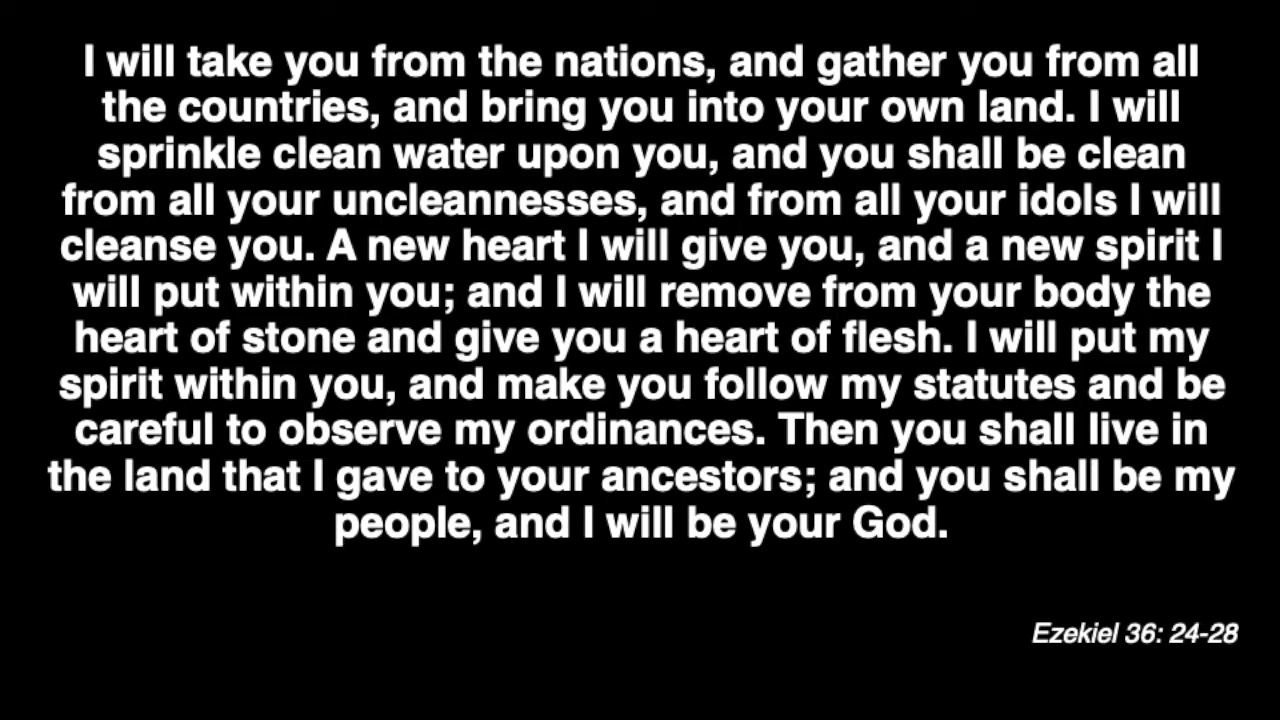 I will take you from the nations, and gather you from all
the countries, and bring you into your own land. I will
sprinkle clean water upon you, and you shall be clean
from all your uncleannesses, and from all your idols I will
cleanse you. A new heart I will give you, and a new spirit I
will put within you; and I will remove from your body the
heart of stone and give you a heart of flesh. I will put my
spirit within you, and make you follow my statutes and be
careful to observe my ordinances. Then you shall live in
the land that I gave to your ancestors; and you shall be my
people, and I will be your God.
Ezekiel 36: 24-28